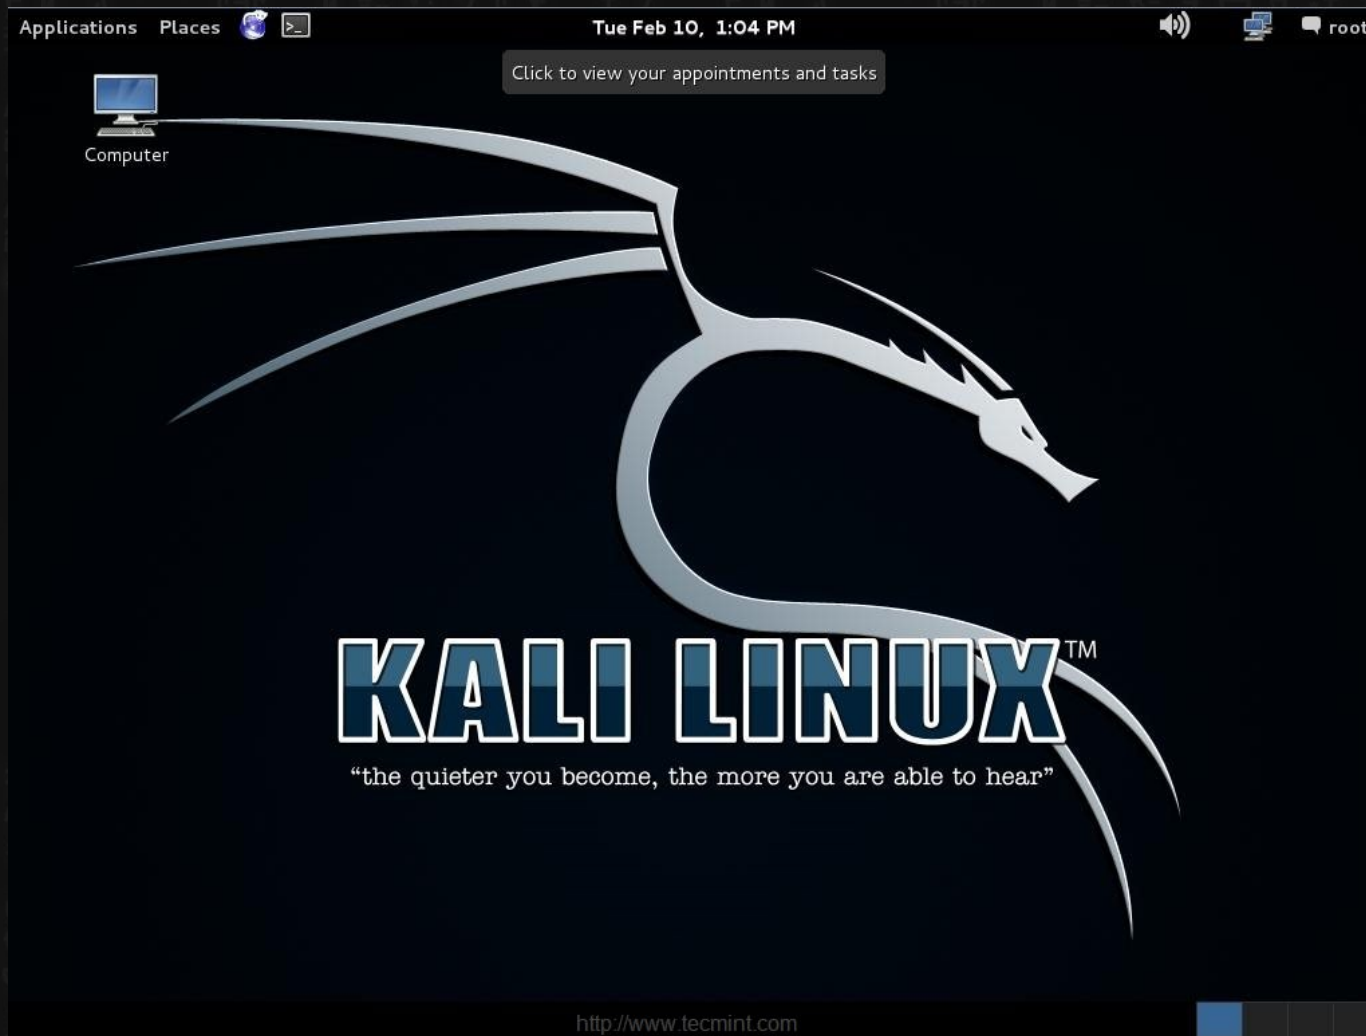 Applications Places >_ Tue Feb 10, 1:04 PM root
Click to view your appointments and tasks
Computer
KALI LINUX™
“the quieter you become, the more you are able to hear”
http://www.tecmint.com